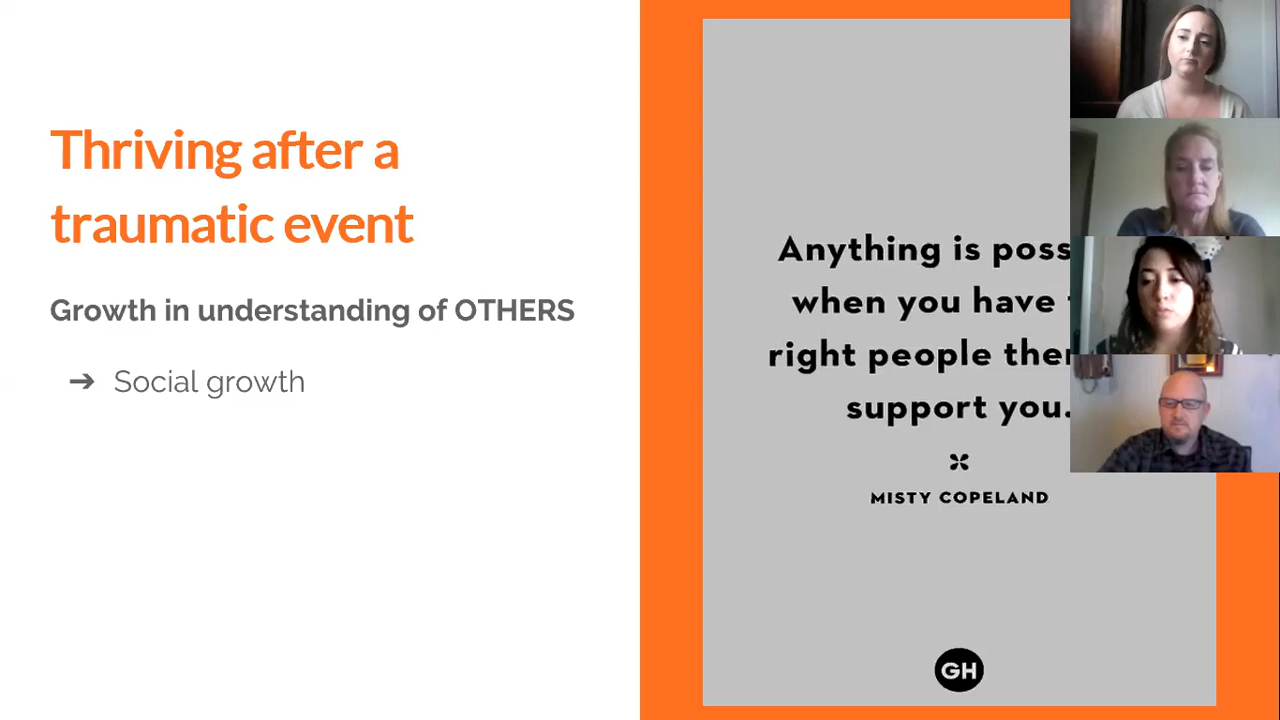 Thriving after a
traumatic event
Growth in understanding of OTHERS
➔ Social growth
Anything is poss
when you have
right people the
support you.
MISTY COPELAND
GH